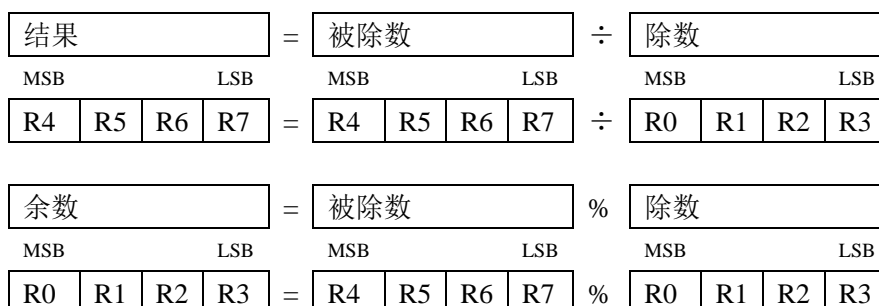 结果 = 被除数 ÷ 除数
MSB LSB MSB LSB MSB LSB
R4 R5 R6 R7 = R4 R5 R6 R7 ÷ R0 R1 R2 R3
余数 = 被除数 % 除数
MSB LSB MSB LSB MSB LSB
R0 R1 R2 R3 = R4 R5 R6 R7 % R0 R1 R2 R3